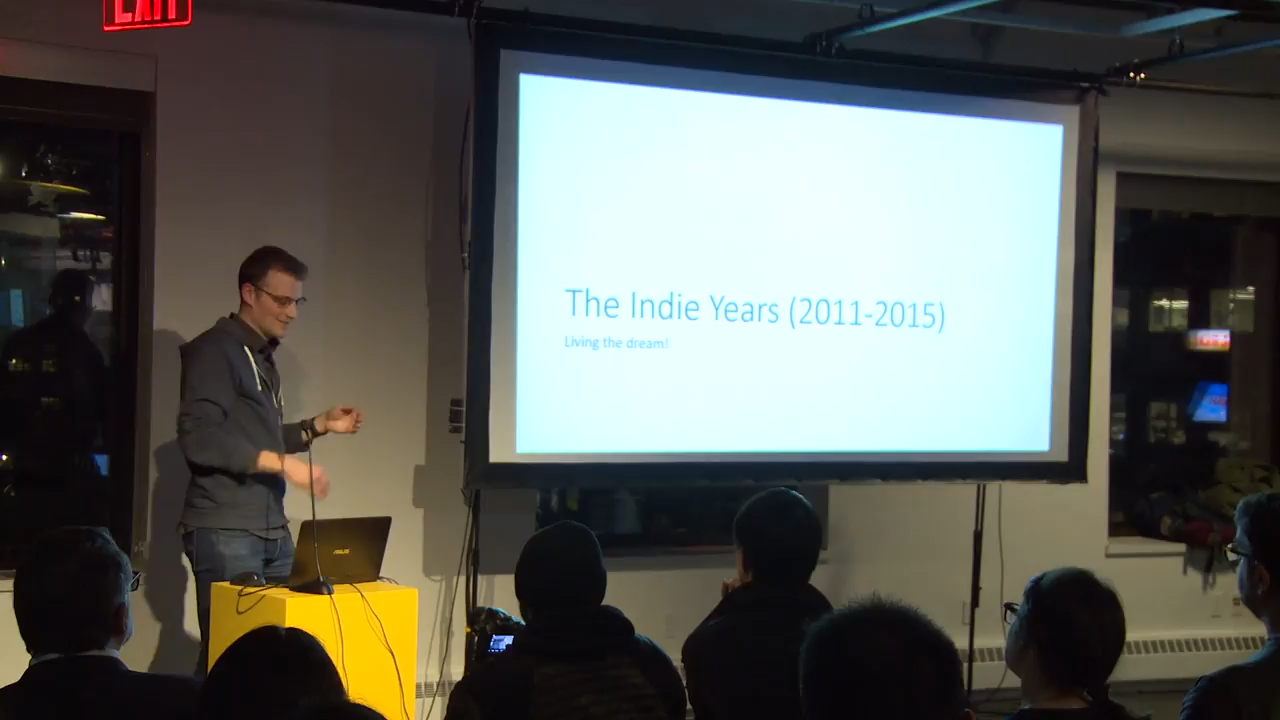 EXIT
The Indie Years (2011-2015)
Living the dream!
ASUS